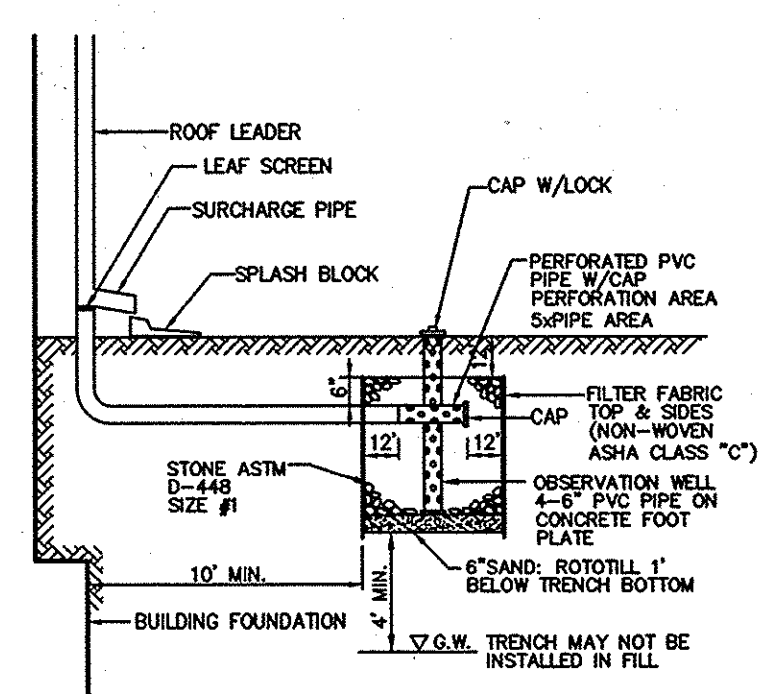 ROOF LEADER
LEAF SCREEN
SURCHARGE PIPE
SPLASH BLOCK
CAP W/LOCK
PERFORATED PVC
PIPE W/CAP
PERFORATION AREA
5xPIPE AREA
12"
6"
FILTER FABRIC
TOP & SIDES
(NON-WOVEN
ASHA CLASS "C")
CAP
12'
12'
STONE ASTM
D-448
SIZE #1
OBSERVATION WELL
4-6" PVC PIPE ON
CONCRETE FOOT
PLATE
6"SAND: ROTOTILL 1'
BELOW TRENCH BOTTOM
10' MIN.
4' MIN.
BUILDING FOUNDATION
G.W. TRENCH MAY NOT BE
INSTALLED IN FILL